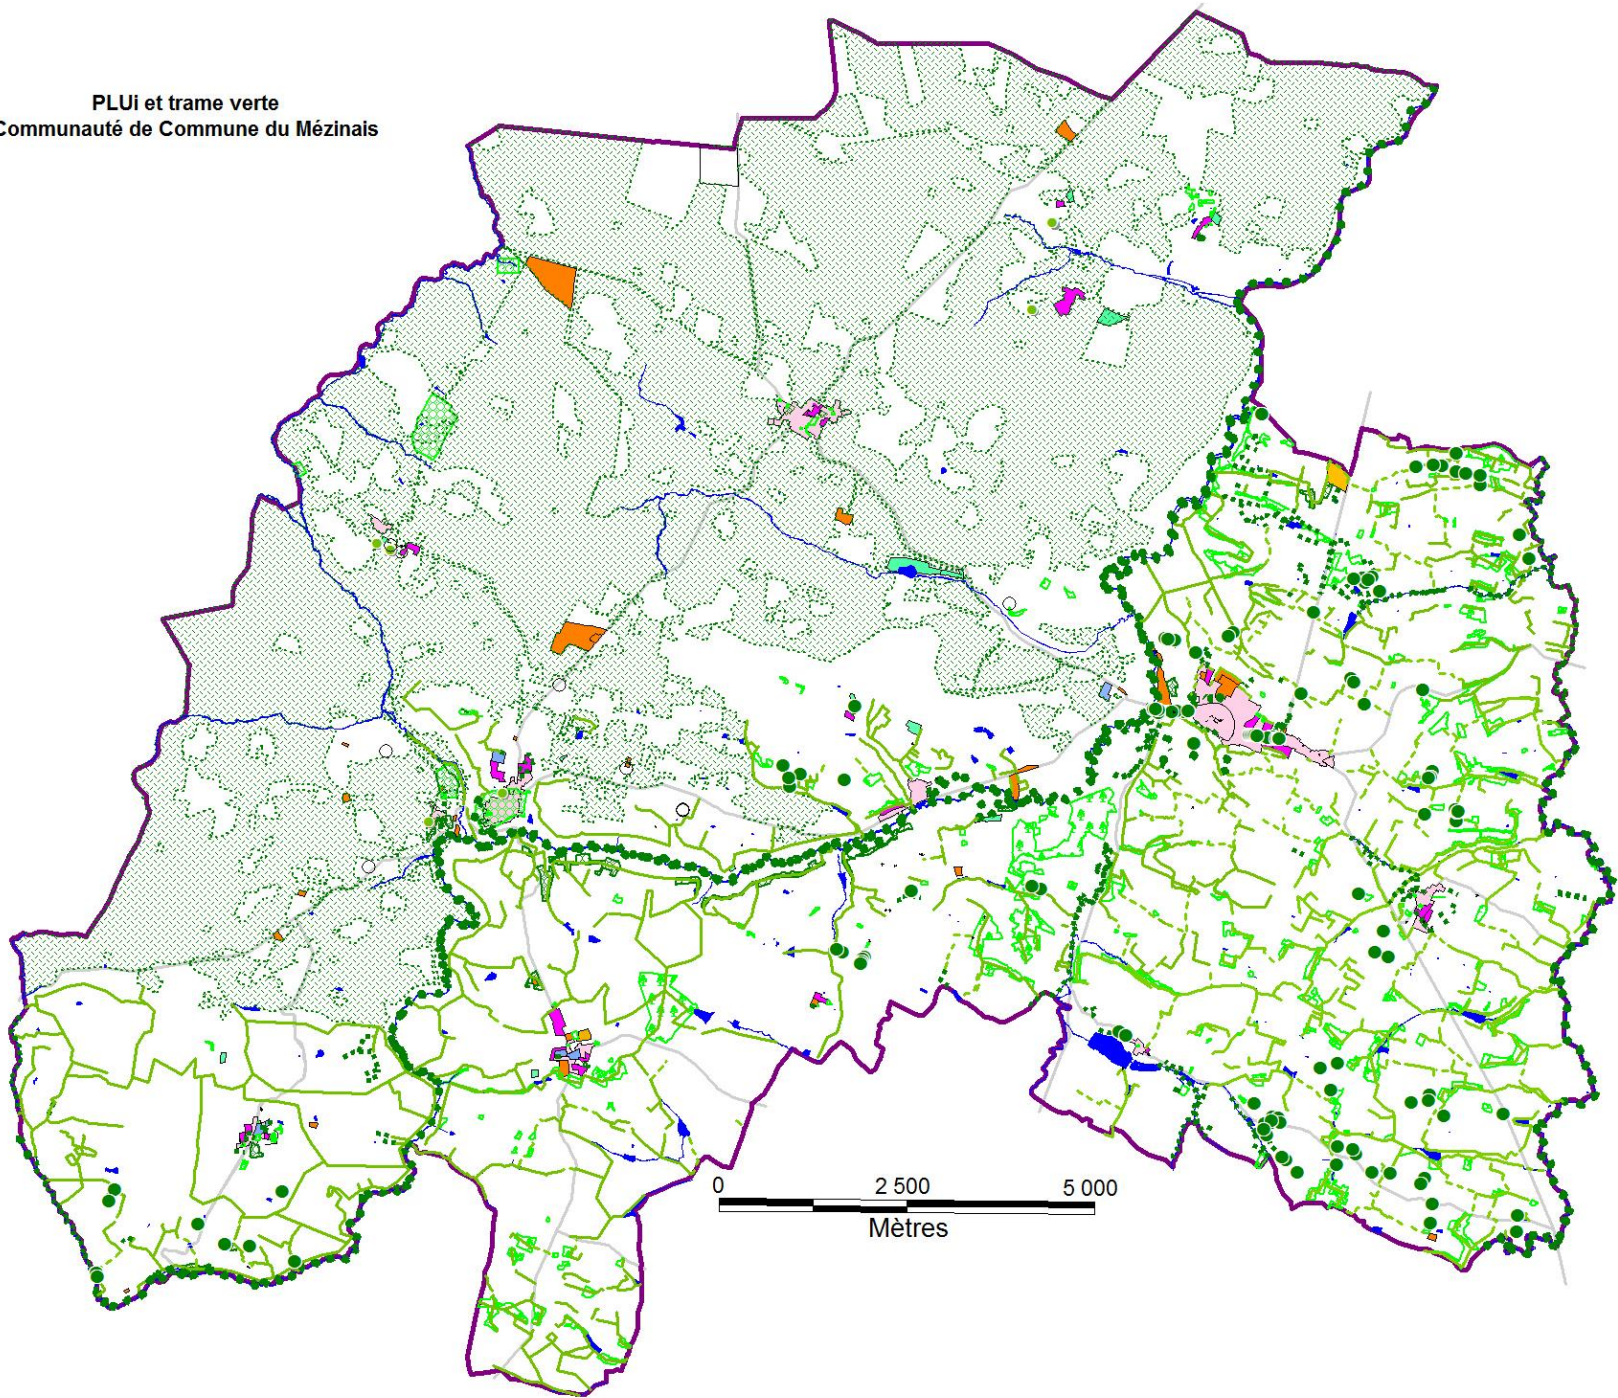 PLUi et trame verte
Communauté de Commune du Mézinais
0 2 500 5 000
Mètres